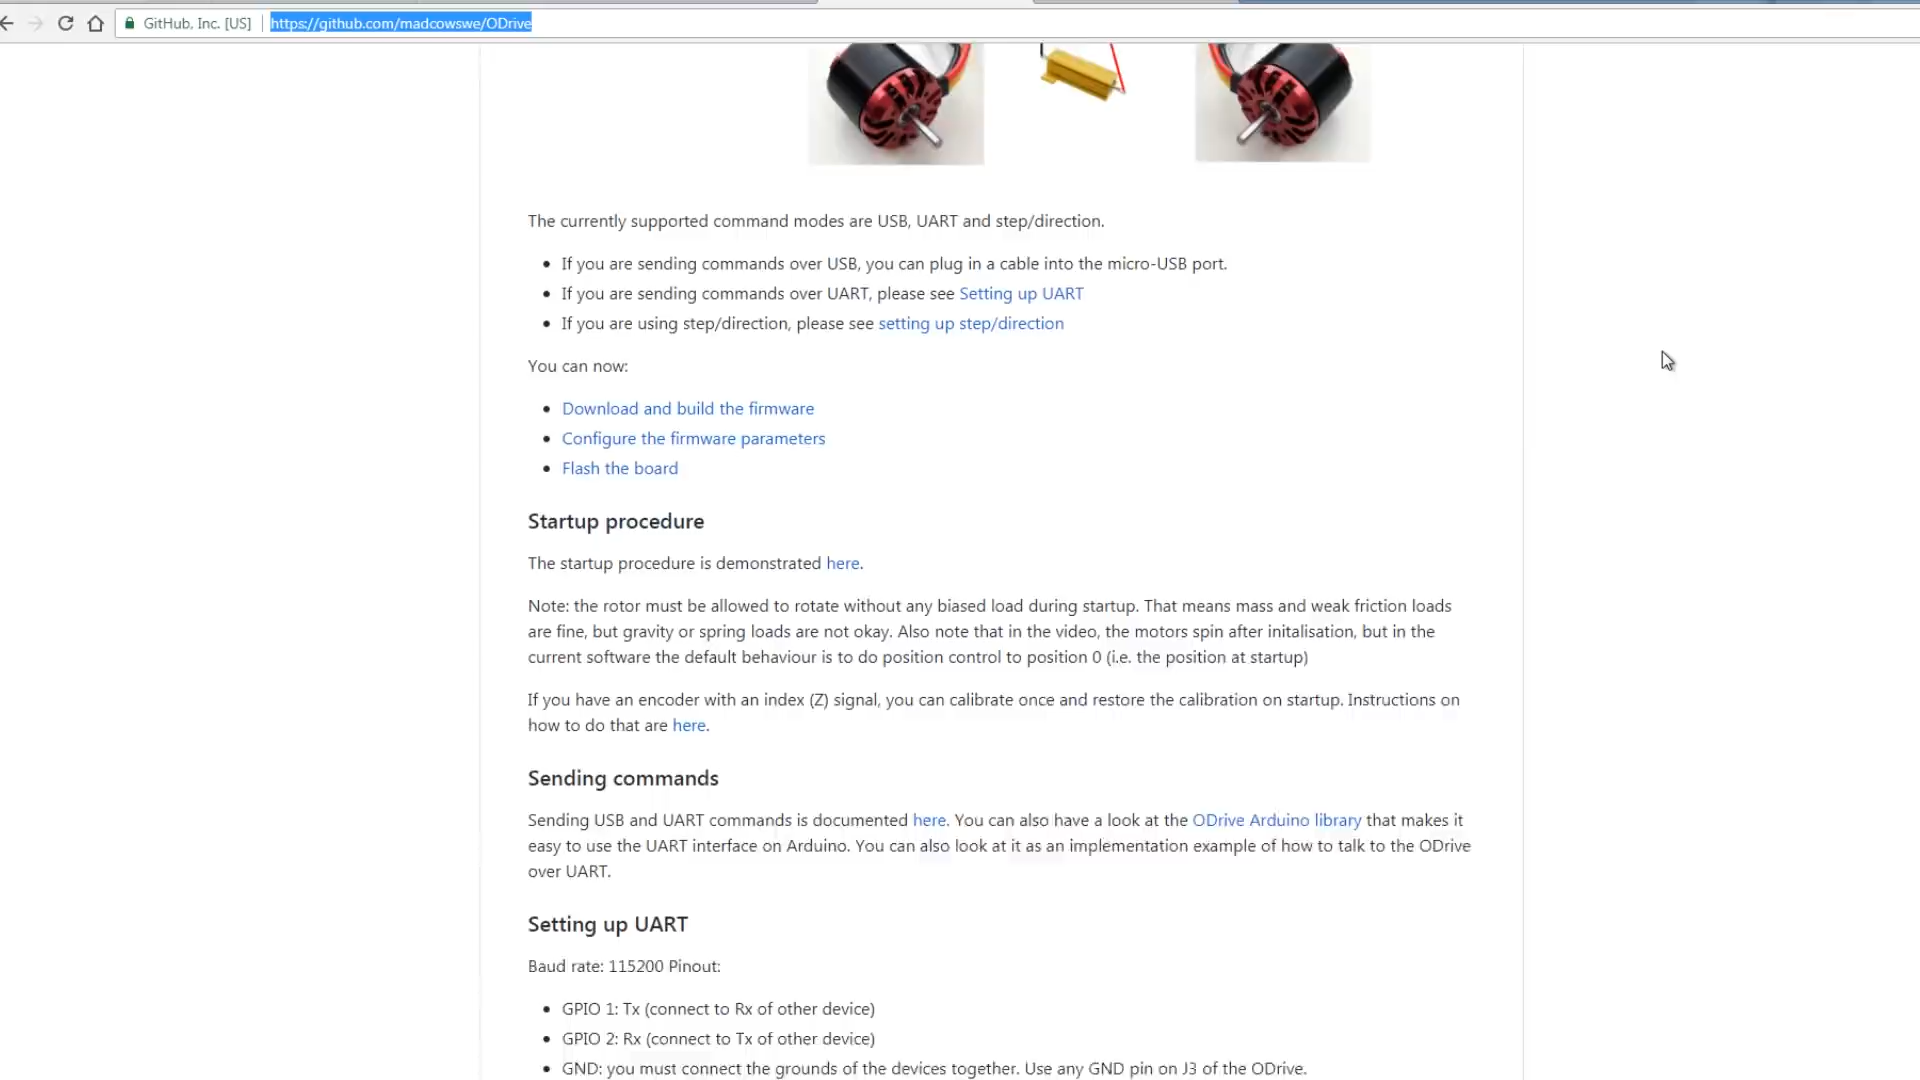 GitHub, Inc. [US] https://github.com/madcowswe/ODrive
The currently supported command modes are USB, UART and step/direction.
• If you are sending commands over USB, you can plug in a cable into the micro-USB port.
• If you are sending commands over UART, please see Setting up UART
• If you are using step/direction, please see setting up step/direction
You can now:
• Download and build the firmware
• Configure the firmware parameters
• Flash the board
Startup procedure
The startup procedure is demonstrated here.
Note: the rotor must be allowed to rotate without any biased load during startup. That means mass and weak friction loads
are fine, but gravity or spring loads are not okay. Also note that in the video, the motors spin after initalisation, but in the
current software the default behaviour is to do position control to position 0 (i.e. the position at startup)
If you have an encoder with an index (Z) signal, you can calibrate once and restore the calibration on startup. Instructions on
how to do that are here.
Sending commands
Sending USB and UART commands is documented here. You can also have a look at the ODrive Arduino library that makes it
easy to use the UART interface on Arduino. You can also look at it as an implementation example of how to talk to the ODrive
over UART.
Setting up UART
Baud rate: 115200 Pinout:
• GPIO 1: Tx (connect to Rx of other device)
• GPIO 2: Rx (connect to Tx of other device)
• GND: you must connect the grounds of the devices together. Use any GND pin on J3 of the ODrive.